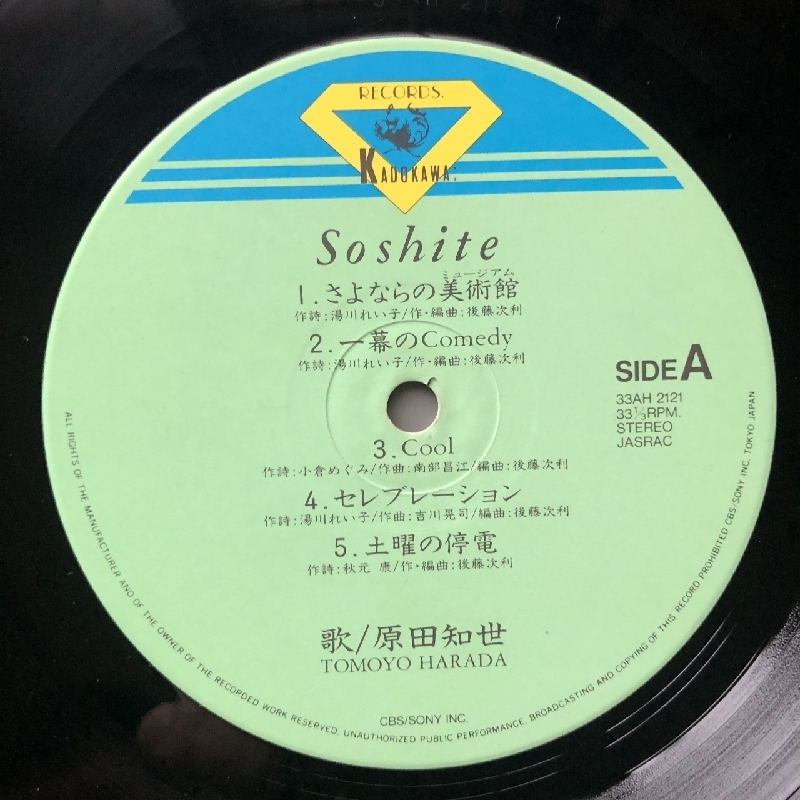 RECORDS.
KADOKAWA:
Soshite
ミュージアム
1.さよならの美術館
作詩:湯川れい子/作・編曲:後藤次利
2.一幕のComedy
作詩:湯川れい子/作・編曲:後藤次利
SIDE A
33AH 2121
33⅓RPM.
STEREO
JASRAC
3.Cool
作詩:小倉めぐみ/作曲:南部昌江/編曲:後藤次利
4.セレブレーション
作詩:湯川れい子/作曲:吉川晃司/編曲:後藤次利
5.土曜の停電
作詩:秋元 康/作・編曲:後藤次利
歌/原田知世
TOMOYO HARADA
CBS/SONY INC.
ALL RIGHTS OF THE MANUFACTURER AND OF THE OWNER OF THE RECORDED WORK RESERVED. UNAUTHORIZED PUBLIC PERFORMANCE, BROADCASTING AND COPYING OF THIS RECORD PROHIBITED CBS/SONY INC. TOKYO JAPAN